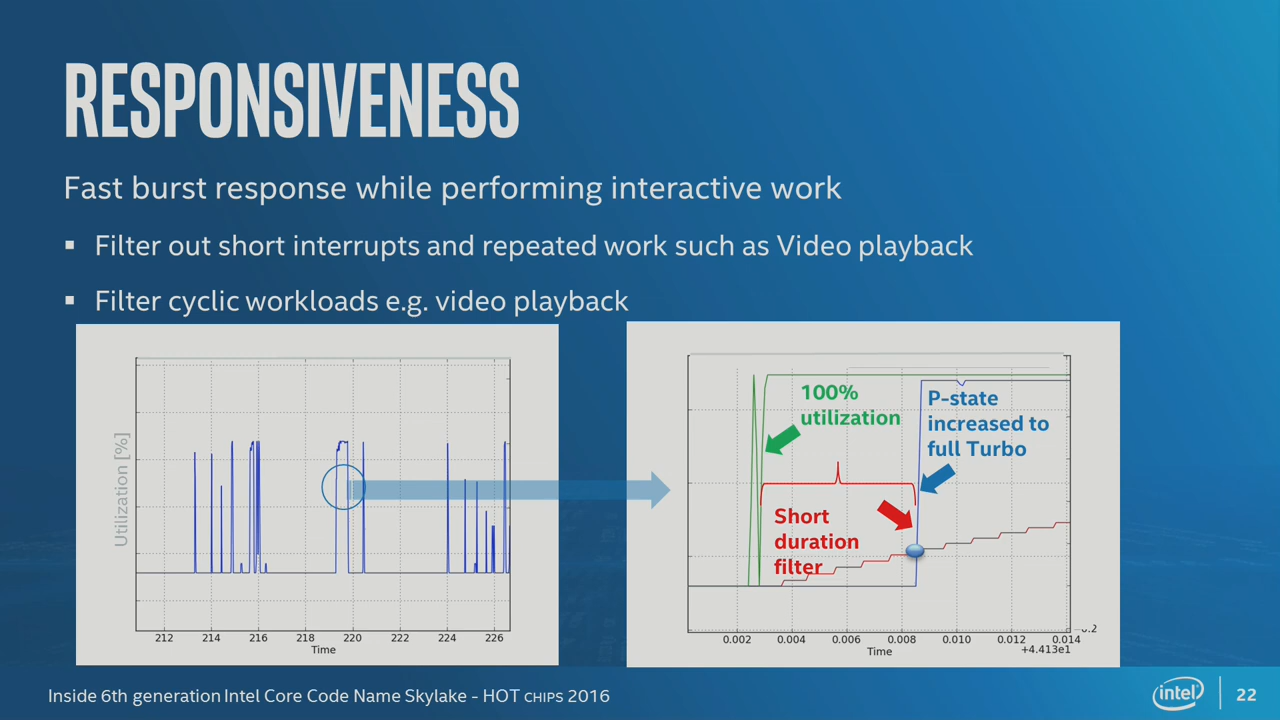 RESPONSIVENESS
Fast burst response while performing interactive work
▪ Filter out short interrupts and repeated work such as Video playback
▪ Filter cyclic workloads e.g. video playback
Utilization [%]
212 214 216 218 220 222 224 226
Time
100%
utilization
P-state
increased to
full Turbo
Short
duration
filter
0.002 0.004 0.006 0.008 0.010 0.012 0.014
−0.2
Time
+4.413e1
Inside 6th generation Intel Core Code Name Skylake - HOT CHIPS 2016
intel
22